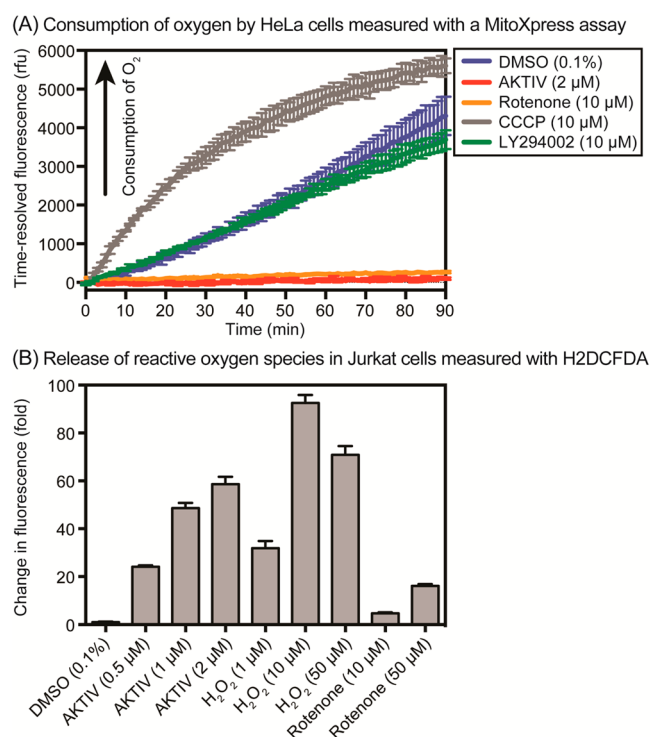 (A) Consumption of oxygen by HeLa cells measured with a MitoXpress assay
Time-resolved fluorescence (rfu)
6000
5000
4000
3000
2000
1000
0
Consumption of O₂
DMSO (0.1%)
AKTIV (2 µM)
Rotenone (10 µM)
CCCP (10 µM)
LY294002 (10 µM)
0 10 20 30 40 50 60 70 80 90
Time (min)
(B) Release of reactive oxygen species in Jurkat cells measured with H2DCFDA
Change in fluorescence (fold)
100
80
60
40
20
0
DMSO (0.1%)
AKTIV (0.5 µM)
AKTIV (1 µM)
AKTIV (2 µM)
H₂O₂ (1 µM)
H₂O₂ (10 µM)
H₂O₂ (50 µM)
Rotenone (10 µM)
Rotenone (50 µM)